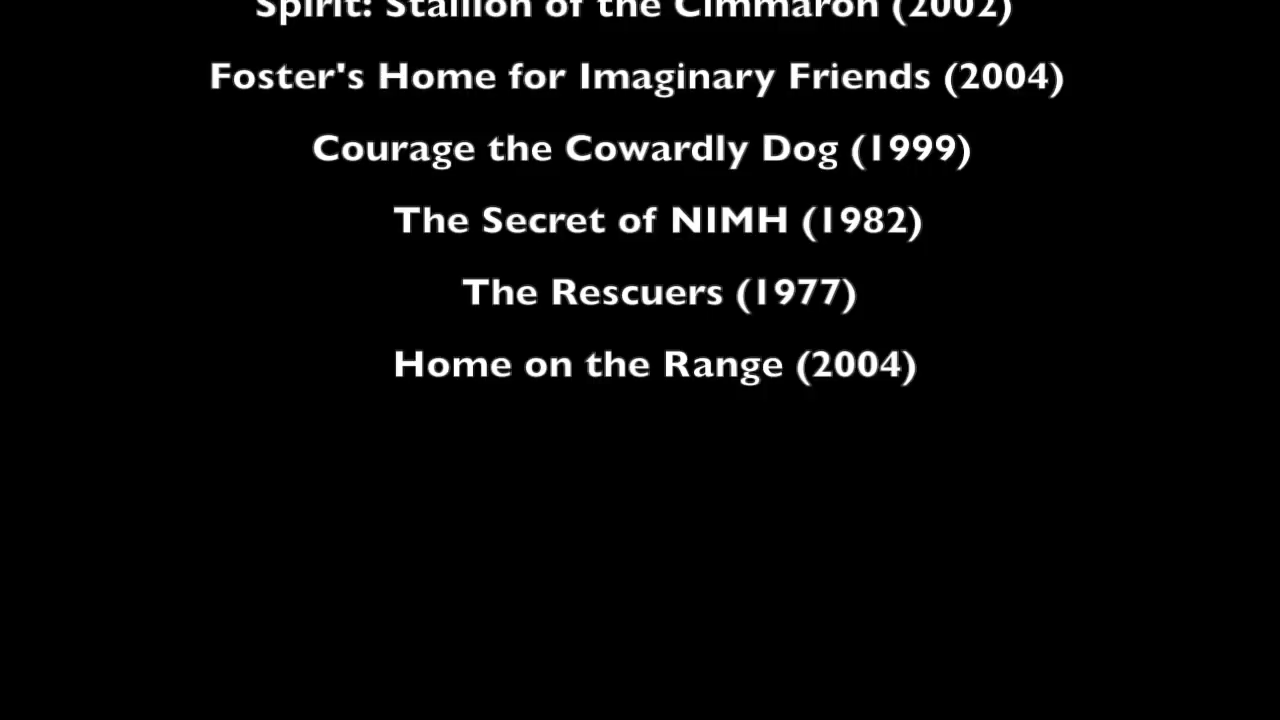 Spirit: Stallion of the Cimmaron (2002)
Foster's Home for Imaginary Friends (2004)
Courage the Cowardly Dog (1999)
The Secret of NIMH (1982)
The Rescuers (1977)
Home on the Range (2004)